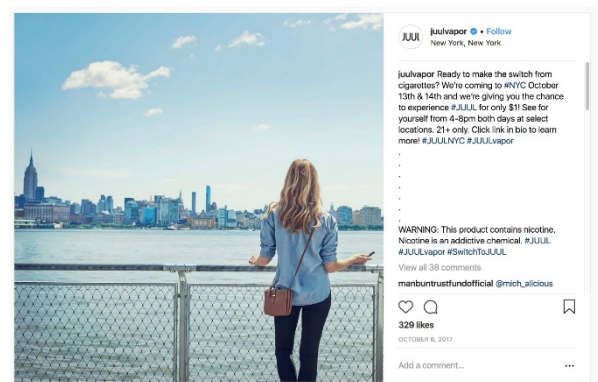 JUUL
juulvapor • Follow
New York, New York
juulvapor Ready to make the switch from
cigarettes? We're coming to #NYC October
13th & 14th and we're giving you the chance
to experience #JUUL for only $1! See for
yourself from 4-8pm both days at select
locations. 21+ only. Click link in bio to learn
more! #JUULNYC #JUULvapor
.
.
.
.
.
.
WARNING: This product contains nicotine.
Nicotine is an addictive chemical. #JUUL
#JUULvapor #SwitchToJUUL
View all 38 comments
manbuntrustfundofficial @mich_alicious
329 likes
OCTOBER 6, 2017
Add a comment...